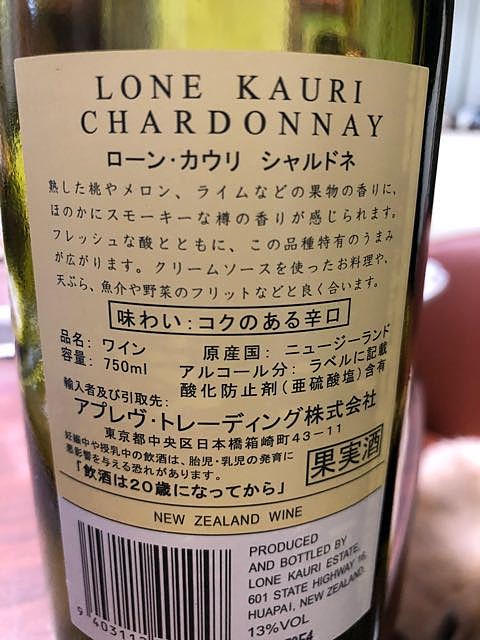 LONE KAURI
CHARDONNAY
ローン・カウリ シャルドネ
熟した桃やメロン、ライムなどの果物の香りに、
ほのかにスモーキーな樽の香りが感じられます。
フレッシュな酸とともに、この品種特有のうまみ
が広がります。クリームソースを使ったお料理や、
天ぷら、魚介や野菜のフリットなどと良く合います。
味わい:コクのある辛口
品名: ワイン 原産国: ニュージーランド
容量: 750ml アルコール分: ラベルに記載
酸化防止剤(亜硫酸塩)含有
輸入者及び引取先:
アプレヴ・トレーディング株式会社
東京都中央区日本橋箱崎町43-11
妊娠中や授乳中の飲酒は、胎児・乳児の発育に
悪影響を与える恐れがあります。
「飲酒は20歳になってから」
果実酒
NEW ZEALAND WINE
PRODUCED
AND BOTTLED BY
LONE KAURI ESTATE,
601 STATE HIGHWAY 16,
HUAPAI, NEW ZEALAND.
13%VOL
9 403112